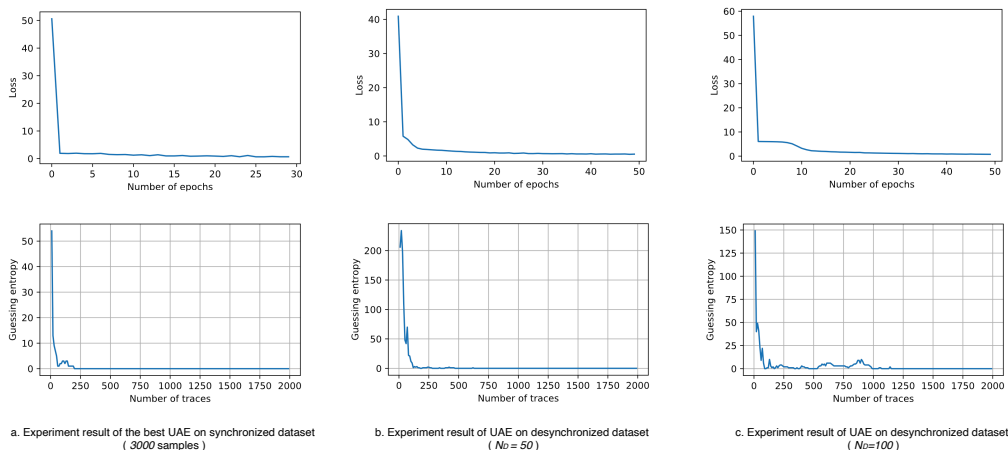 50
40
30
20
10
0
Loss
0 5 10 15 20 25 30
Number of epochs
40
30
20
10
0
Loss
0 10 20 30 40 50
Number of epochs
60
50
40
30
20
10
0
Loss
0 10 20 30 40 50
Number of epochs
50
40
30
20
10
0
Guessing entropy
0 250 500 750 1000 1250 1500 1750 2000
Number of traces
200
150
100
50
0
Guessing entropy
0 250 500 750 1000 1250 1500 1750 2000
Number of traces
150
125
100
75
50
25
0
Guessing entropy
0 250 500 750 1000 1250 1500 1750 2000
Number of traces
a. Experiment result of the best UAE on synchronized dataset
( 3000 samples )
b. Experiment result of UAE on desynchronized dataset
( ND = 50 )
c. Experiment result of UAE on desynchronized dataset
( ND=100 )